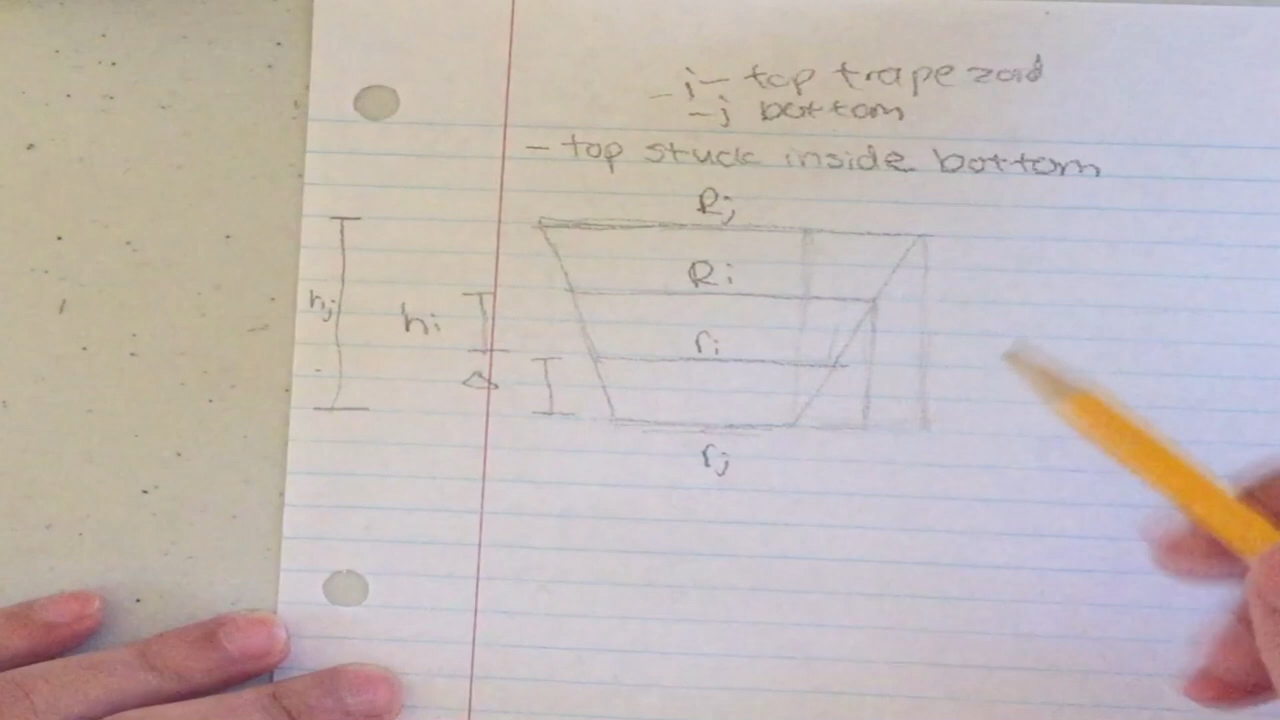 - i- top trapezoid
- j bottom
- top stuck inside bottom
Rj
Ri
hj
hi
ri
Δ
rj